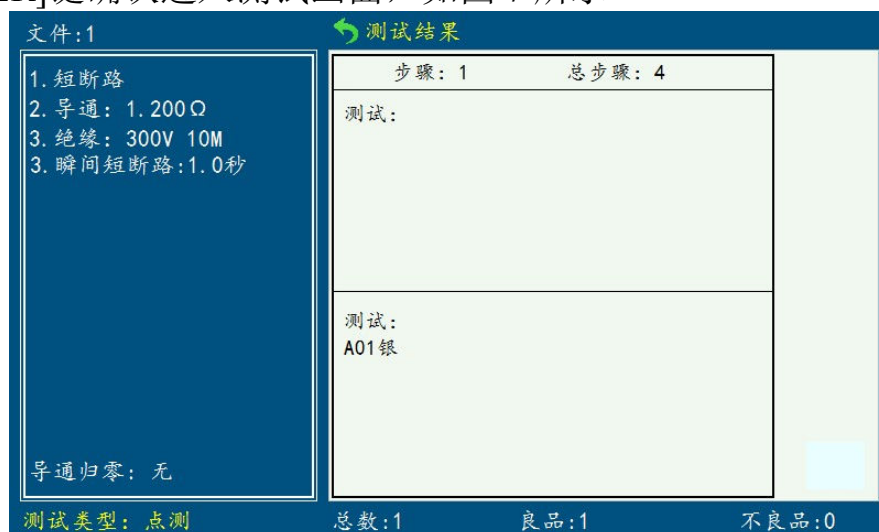 文件:1
测试结果
1.短断路
2.导通: 1.200Ω
3.绝缘: 300V 10M
3.瞬间短断路:1.0秒
导通归零: 无
测试类型: 点测
步骤: 1 总步骤: 4
测试:
测试:
A01银
总数:1 良品:1 不良品:0